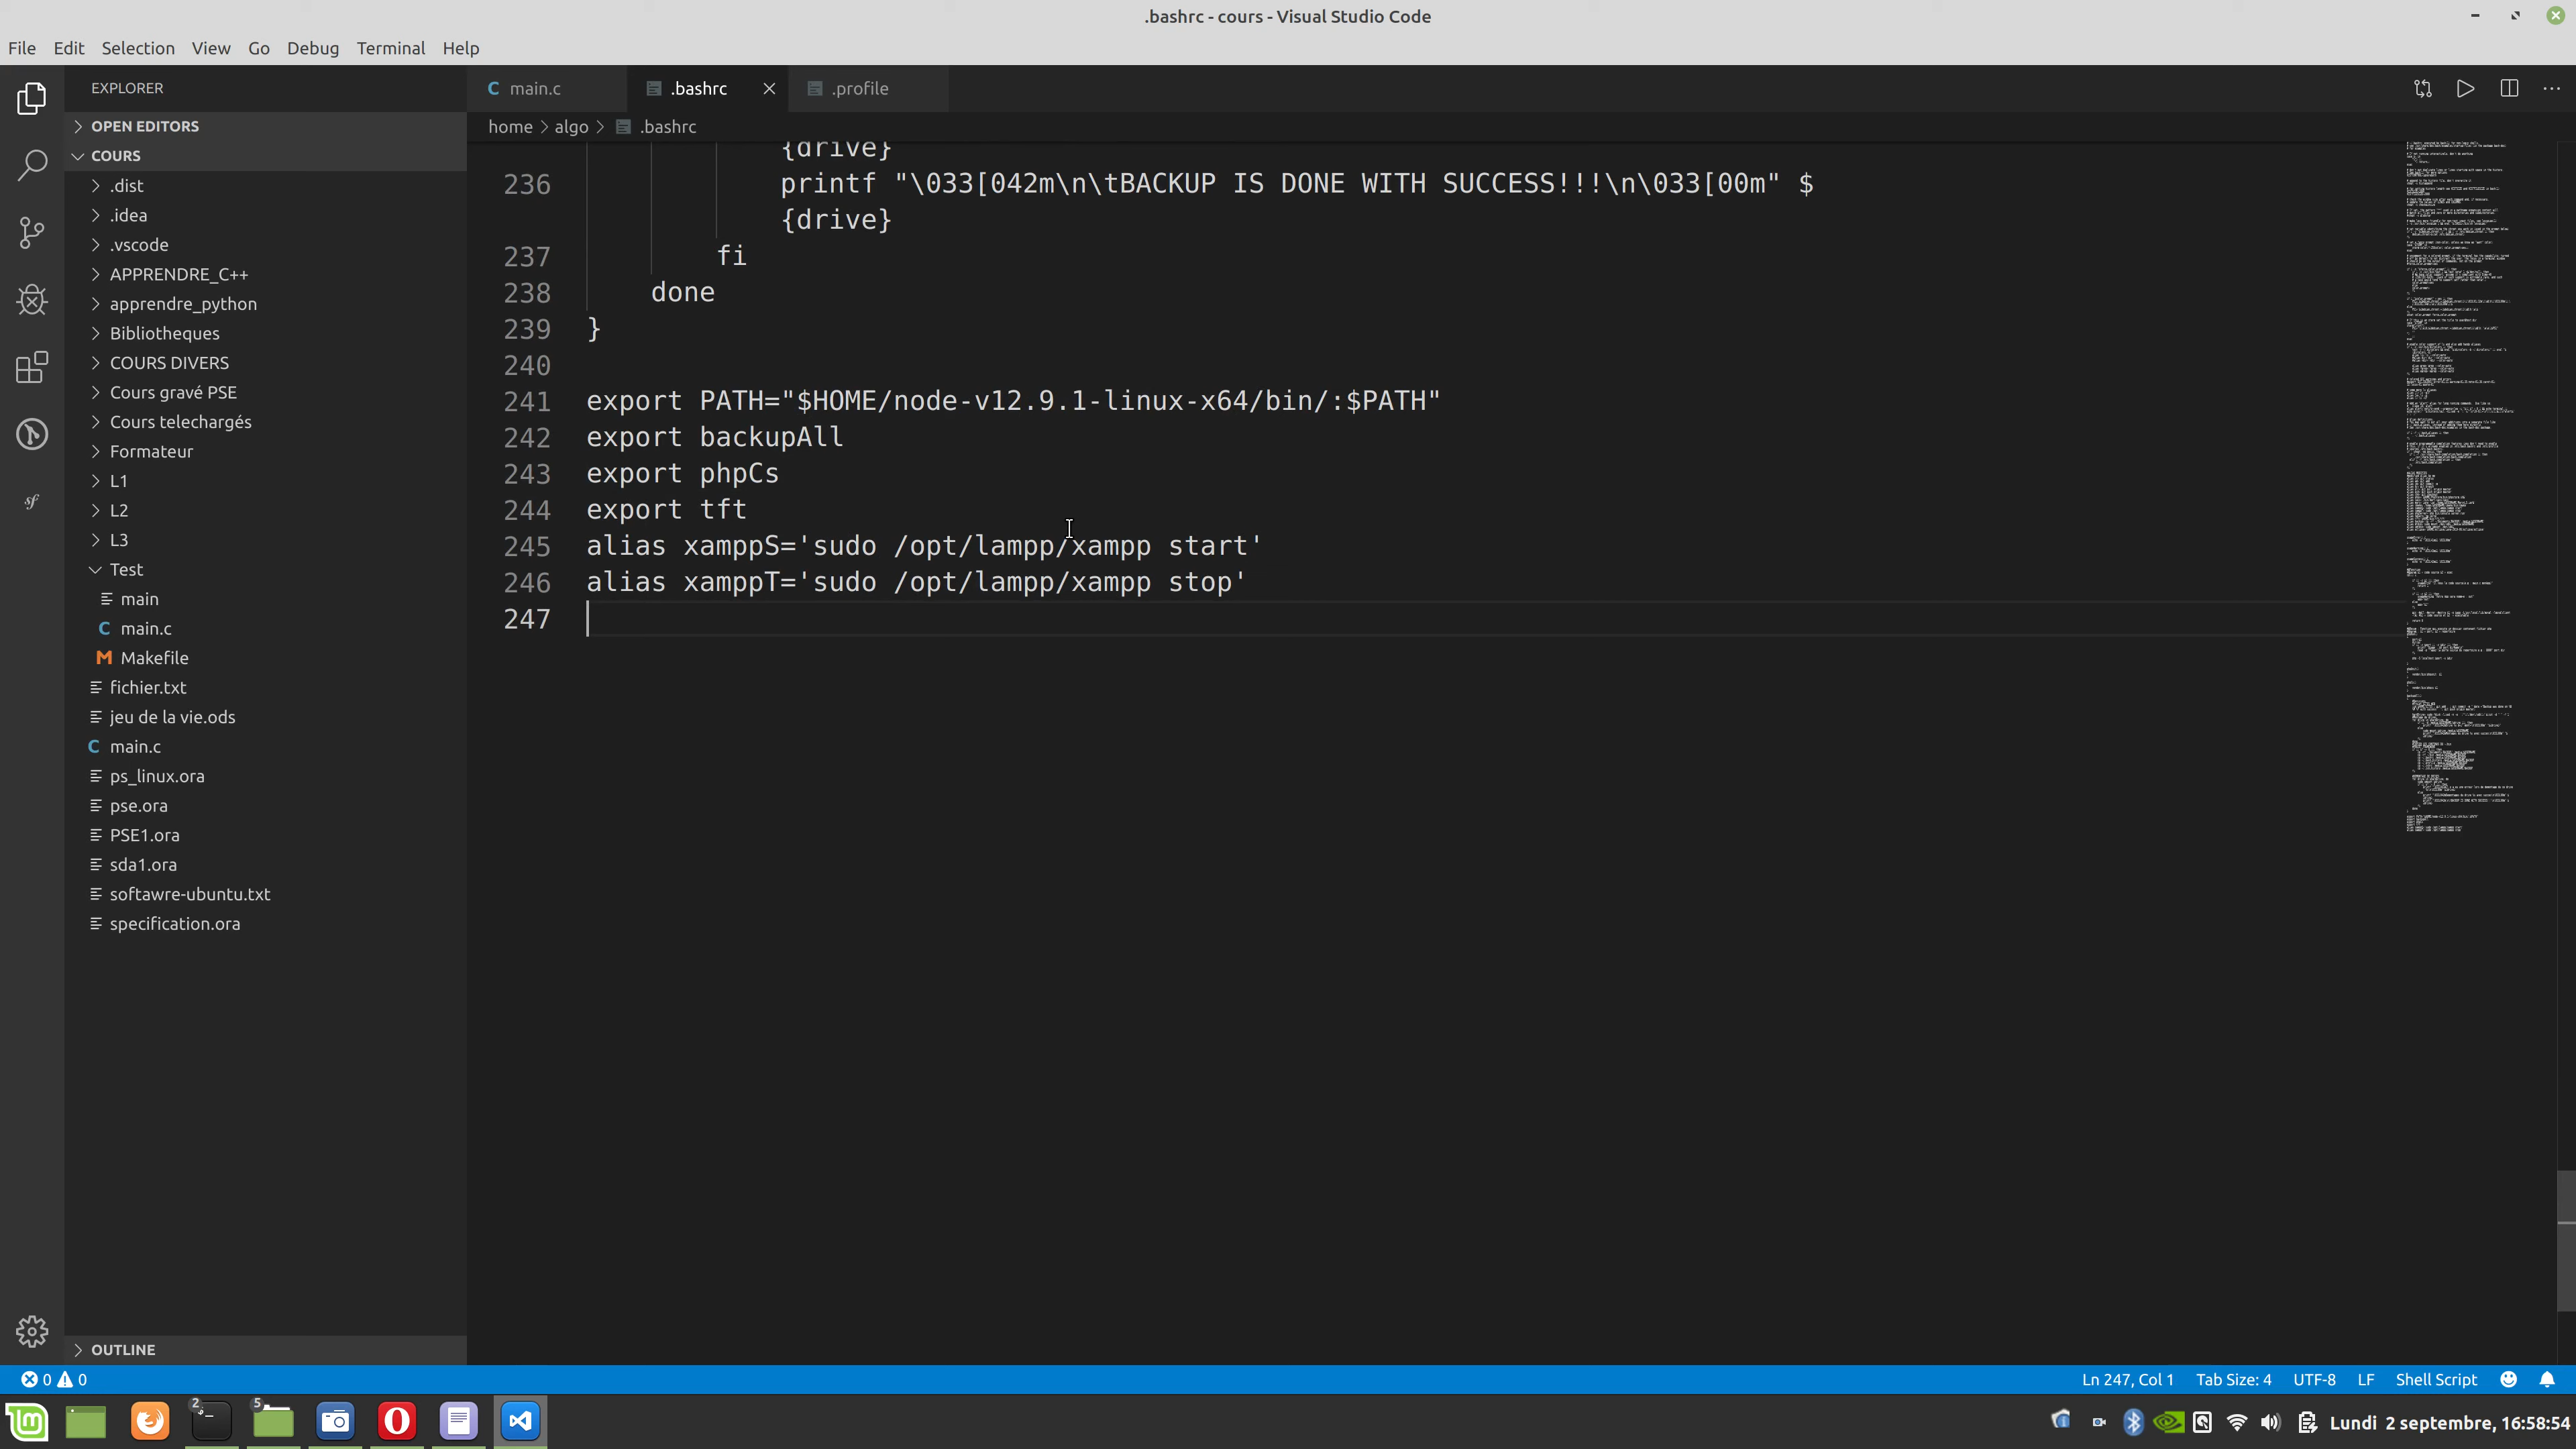 .bashrc - cours - Visual Studio Code
File Edit Selection View Go Debug Terminal Help
EXPLORER
OPEN EDITORS
COURS
.dist
.idea
.vscode
APPRENDRE_C++
apprendre_python
Bibliotheques
COURS DIVERS
Cours gravé PSE
Cours telechargés
Formateur
L1
L2
L3
Test
main
C main.c
M Makefile
fichier.txt
jeu de la vie.ods
C main.c
ps_linux.ora
pse.ora
PSE1.ora
sda1.ora
softawre-ubuntu.txt
specification.ora
OUTLINE
C main.c .bashrc .profile
home > algo > .bashrc
{drive}
236 printf "\033[042m\n\tBACKUP IS DONE WITH SUCCESS!!!\n\033[00m" $
{drive}
237 fi
238 done
239 }
240
241 export PATH="$HOME/node-v12.9.1-linux-x64/bin/:$PATH"
242 export backupAll
243 export phpCs
244 export tft
245 alias xamppS='sudo /opt/lampp/xampp start'
246 alias xamppT='sudo /opt/lampp/xampp stop'
247
0 0 Ln 247, Col 1 Tab Size: 4 UTF-8 LF Shell Script
2 5 Lundi 2 septembre, 16:58:54